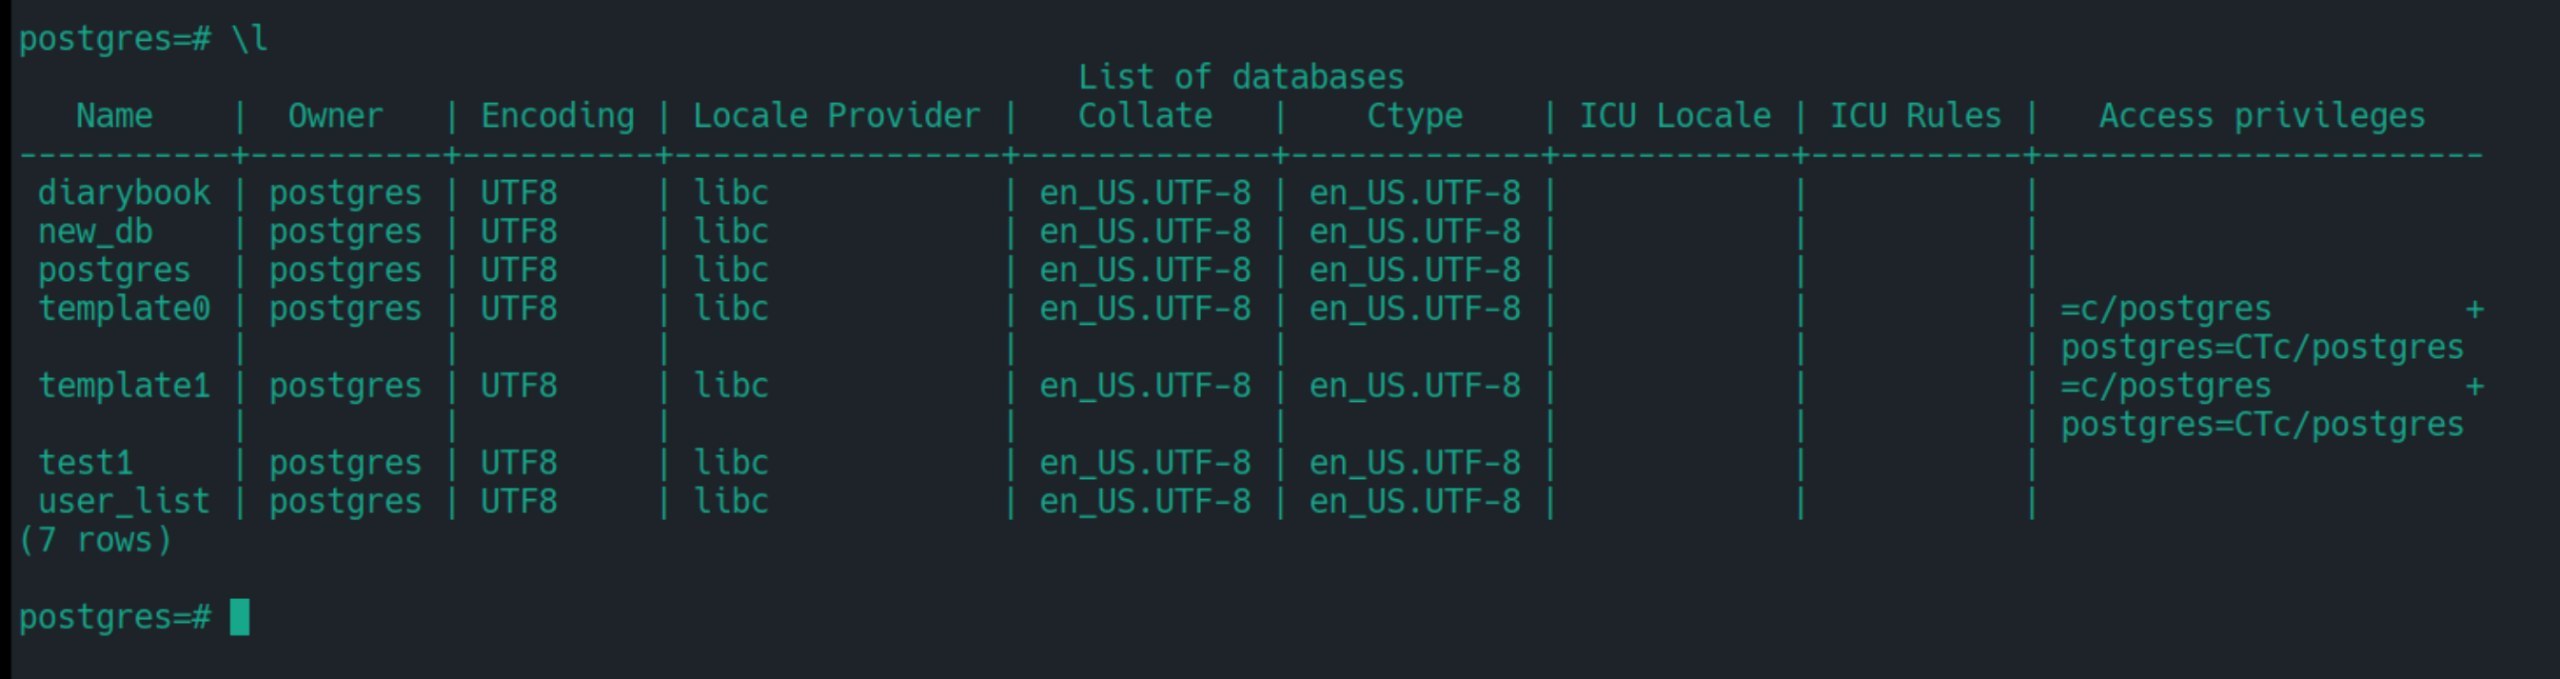 postgres=# \l
                                                       List of databases
   Name    |  Owner   | Encoding | Locale Provider |   Collate   |    Ctype    | ICU Locale | ICU Rules |   Access privileges
-----------+----------+----------+-----------------+-------------+-------------+------------+-----------+-----------------------
 diarybook | postgres | UTF8     | libc            | en_US.UTF-8 | en_US.UTF-8 |            |           |
 new_db    | postgres | UTF8     | libc            | en_US.UTF-8 | en_US.UTF-8 |            |           |
 postgres  | postgres | UTF8     | libc            | en_US.UTF-8 | en_US.UTF-8 |            |           |
 template0 | postgres | UTF8     | libc            | en_US.UTF-8 | en_US.UTF-8 |            |           | =c/postgres          +
           |          |          |                 |             |             |            |           | postgres=CTc/postgres
 template1 | postgres | UTF8     | libc            | en_US.UTF-8 | en_US.UTF-8 |            |           | =c/postgres          +
           |          |          |                 |             |             |            |           | postgres=CTc/postgres
 test1     | postgres | UTF8     | libc            | en_US.UTF-8 | en_US.UTF-8 |            |           |
 user_list | postgres | UTF8     | libc            | en_US.UTF-8 | en_US.UTF-8 |            |           |
(7 rows)
postgres=#